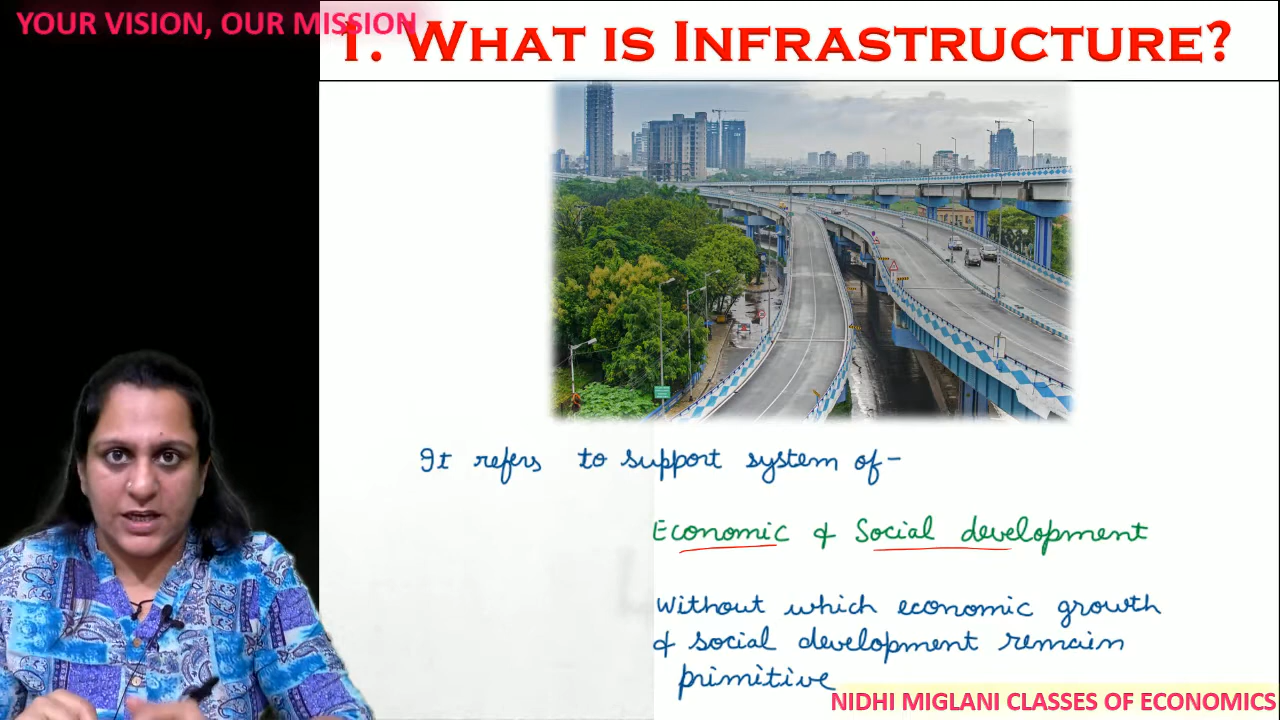 YOUR VISION, OUR MISSION
1. WHAT IS INFRASTRUCTURE?
It refers to support system of-
Economic & Social development
Without which economic growth
& social development remain
primitive
NIDHI MIGLANI CLASSES OF ECONOMICS